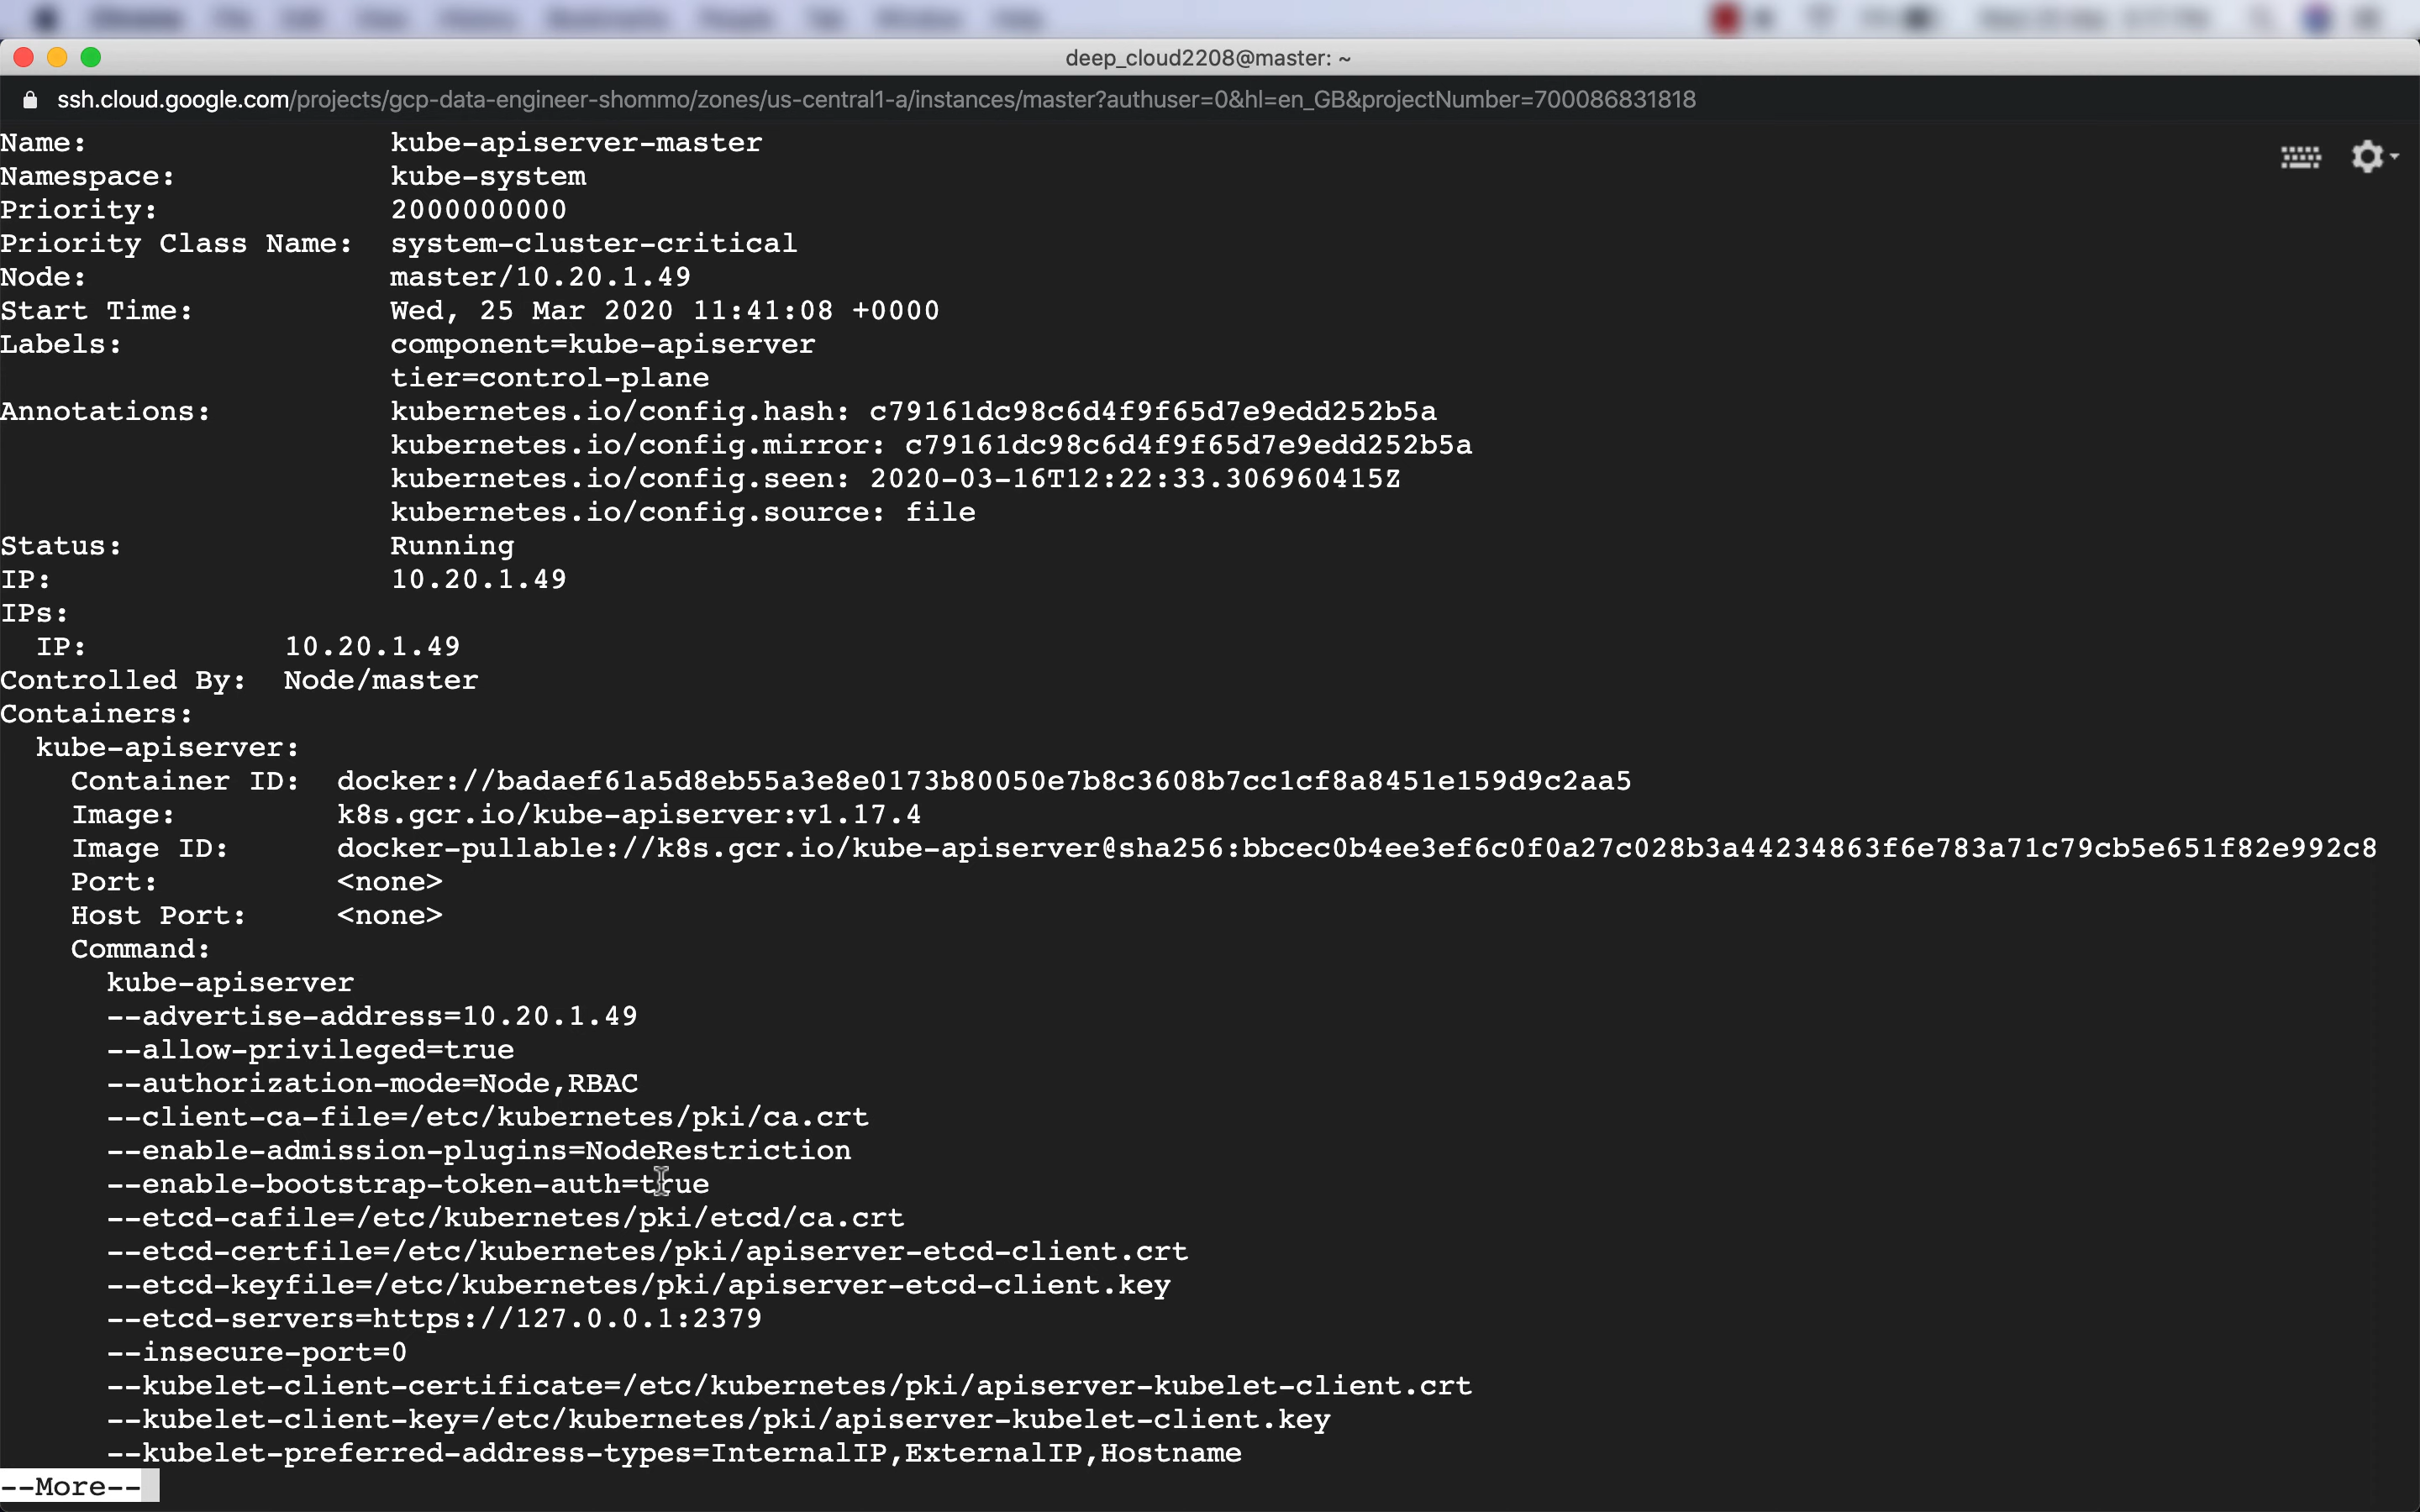 deep_cloud2208@master: ~
ssh.cloud.google.com/projects/gcp-data-engineer-shommo/zones/us-central1-a/instances/master?authuser=0&hl=en_GB&projectNumber=700086831818
Name: kube-apiserver-master
Namespace: kube-system
Priority: 2000000000
Priority Class Name: system-cluster-critical
Node: master/10.20.1.49
Start Time: Wed, 25 Mar 2020 11:41:08 +0000
Labels: component=kube-apiserver
tier=control-plane
Annotations: kubernetes.io/config.hash: c79161dc98c6d4f9f65d7e9edd252b5a
kubernetes.io/config.mirror: c79161dc98c6d4f9f65d7e9edd252b5a
kubernetes.io/config.seen: 2020-03-16T12:22:33.306960415Z
kubernetes.io/config.source: file
Status: Running
IP: 10.20.1.49
IPs:
IP: 10.20.1.49
Controlled By: Node/master
Containers:
kube-apiserver:
Container ID: docker://badaef61a5d8eb55a3e8e0173b80050e7b8c3608b7cc1cf8a8451e159d9c2aa5
Image: k8s.gcr.io/kube-apiserver:v1.17.4
Image ID: docker-pullable://k8s.gcr.io/kube-apiserver@sha256:bbcec0b4ee3ef6c0f0a27c028b3a44234863f6e783a71c79cb5e651f82e992c8
Port: <none>
Host Port: <none>
Command:
kube-apiserver
--advertise-address=10.20.1.49
--allow-privileged=true
--authorization-mode=Node,RBAC
--client-ca-file=/etc/kubernetes/pki/ca.crt
--enable-admission-plugins=NodeRestriction
--enable-bootstrap-token-auth=true
--etcd-cafile=/etc/kubernetes/pki/etcd/ca.crt
--etcd-certfile=/etc/kubernetes/pki/apiserver-etcd-client.crt
--etcd-keyfile=/etc/kubernetes/pki/apiserver-etcd-client.key
--etcd-servers=https://127.0.0.1:2379
--insecure-port=0
--kubelet-client-certificate=/etc/kubernetes/pki/apiserver-kubelet-client.crt
--kubelet-client-key=/etc/kubernetes/pki/apiserver-kubelet-client.key
--kubelet-preferred-address-types=InternalIP,ExternalIP,Hostname
--More--